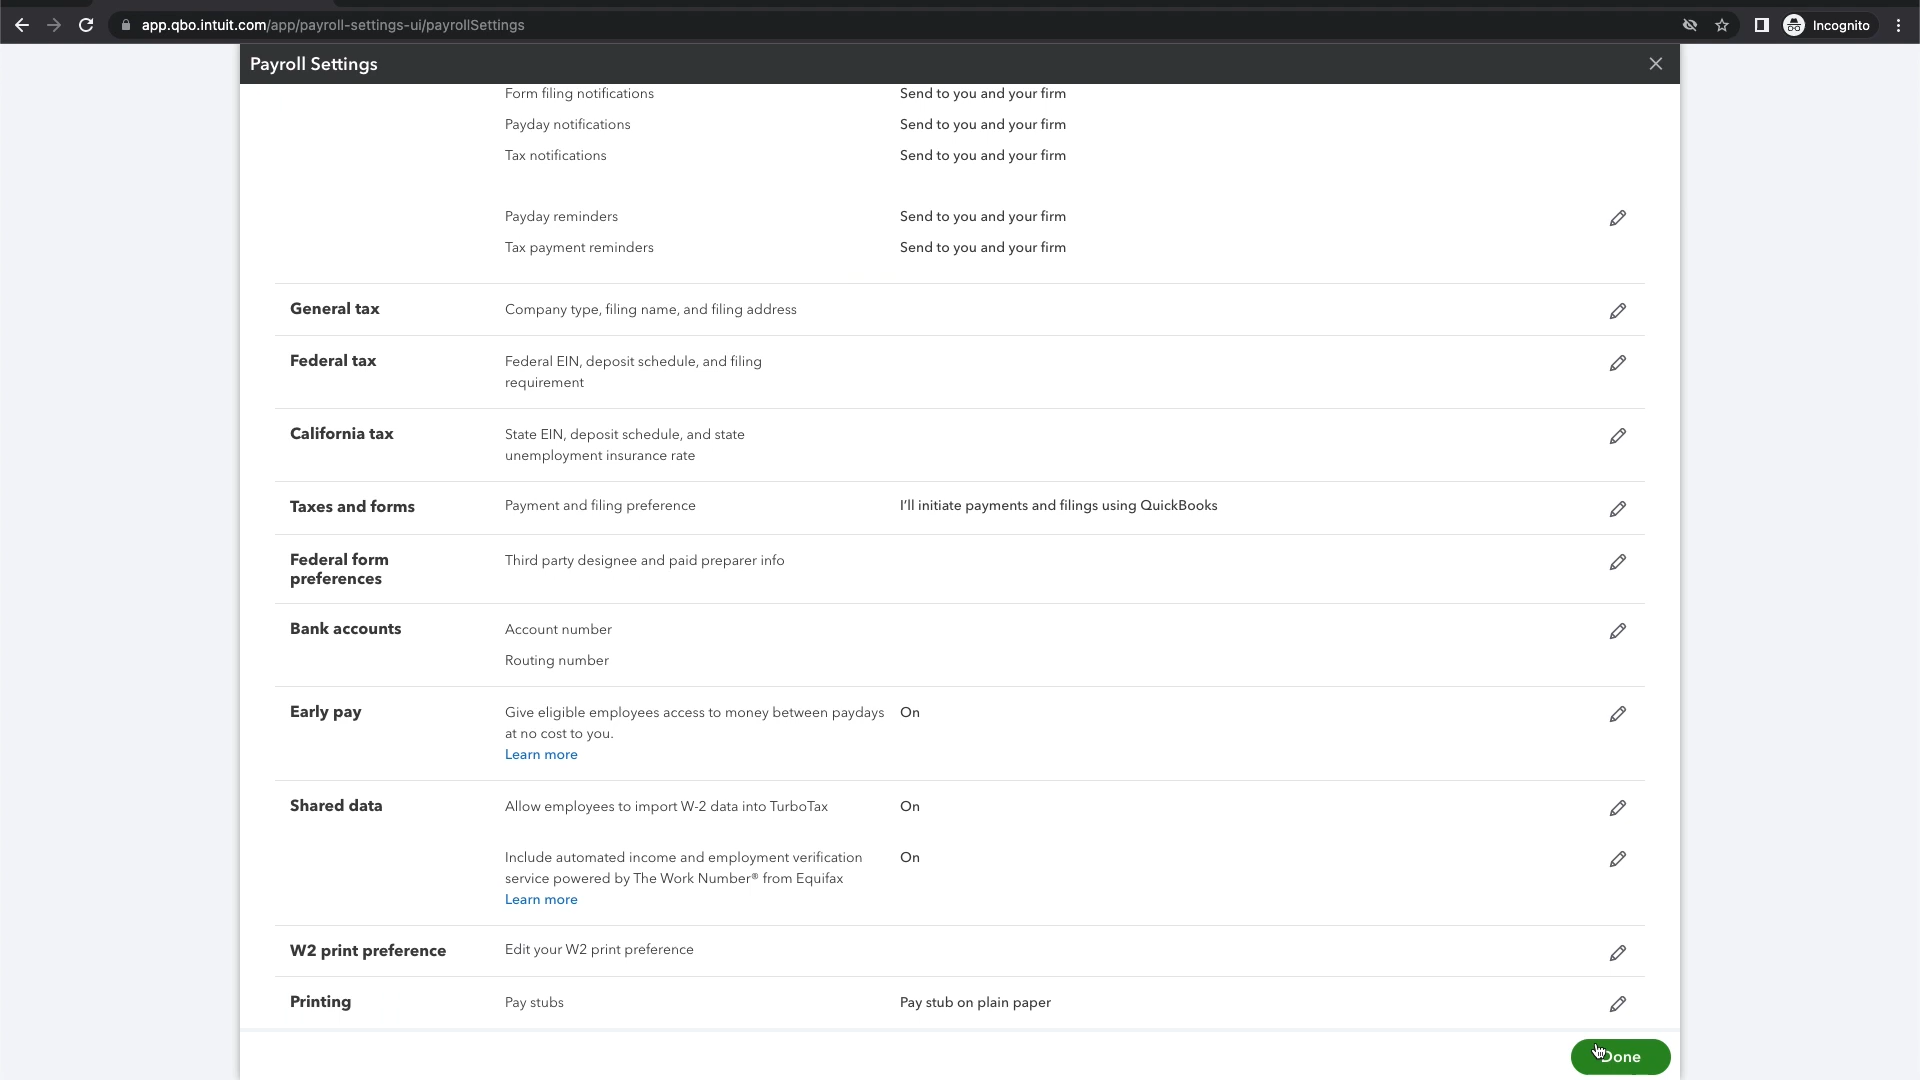 app.qbo.intuit.com/app/payroll-settings-ui/payrollSettings
Incognito
Payroll Settings
Form filing notifications Send to you and your firm
Payday notifications Send to you and your firm
Tax notifications Send to you and your firm
Payday reminders Send to you and your firm
Tax payment reminders Send to you and your firm
General tax Company type, filing name, and filing address
Federal tax Federal EIN, deposit schedule, and filing
requirement
California tax State EIN, deposit schedule, and state
unemployment insurance rate
Taxes and forms Payment and filing preference I'll initiate payments and filings using QuickBooks
Federal form
preferences
Third party designee and paid preparer info
Bank accounts Account number
Routing number
Early pay Give eligible employees access to money between paydays On
at no cost to you.
Learn more
Shared data Allow employees to import W-2 data into TurboTax On
Include automated income and employment verification On
service powered by The Work Number® from Equifax
Learn more
W2 print preference Edit your W2 print preference
Printing Pay stubs Pay stub on plain paper
Done